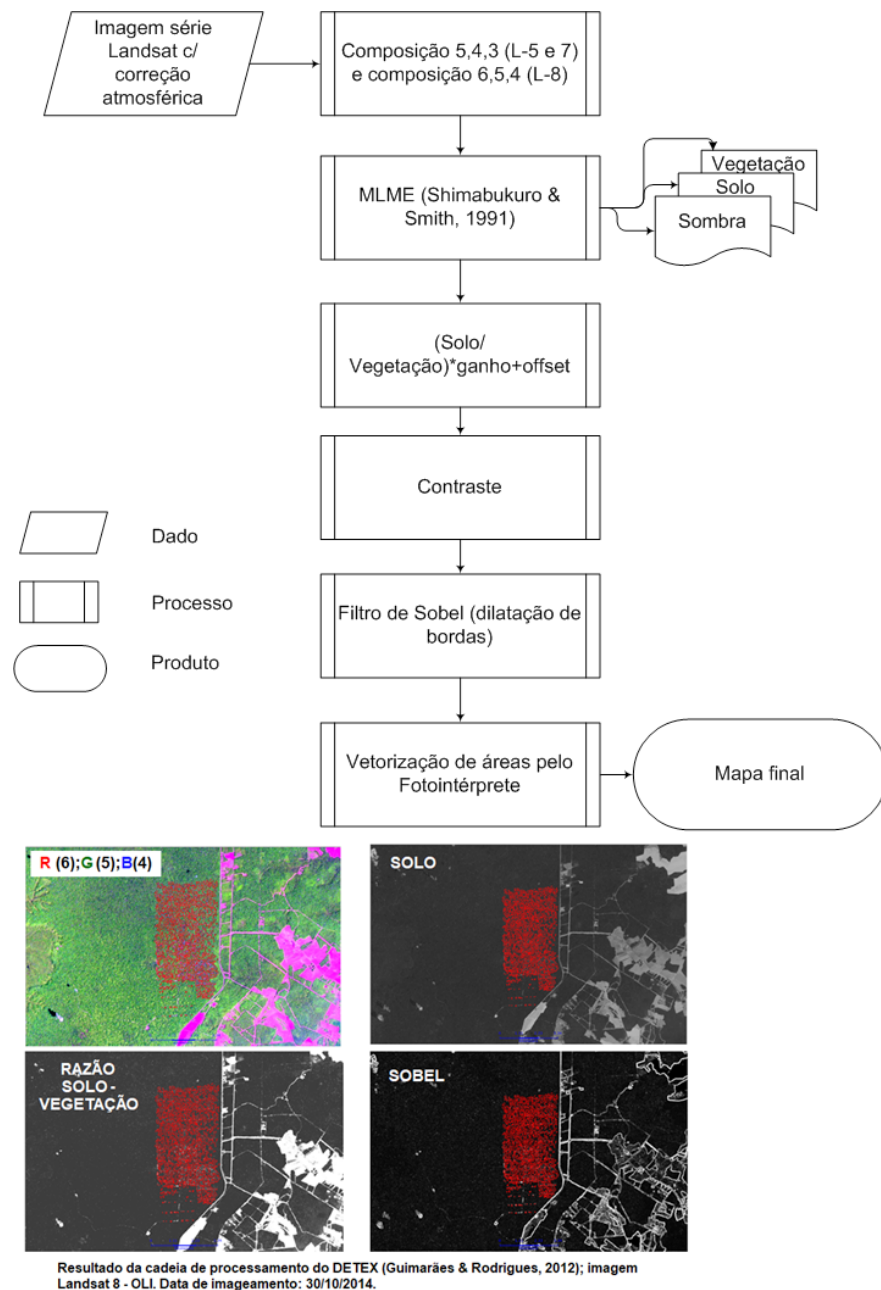 Imagem série
Landsat c/
correção
atmosférica
Composição 5,4,3 (L-5 e 7)
e composição 6,5,4 (L-8)
MLME (Shimabukuro &
Smith, 1991)
Vegetação
Solo
Sombra
(Solo/
Vegetação)*ganho+offset
Contraste
Dado
Processo
Produto
Filtro de Sobel (dilatação de
bordas)
Vetorização de áreas pelo
Fotointérprete
Mapa final
R (6);G (5);B(4)
SOLO
RAZÃO
SOLO -
VEGETAÇÃO
SOBEL
Resultado da cadeia de processamento do DETEX (Guimarães & Rodrigues, 2012); imagem
Landsat 8 - OLI. Data de imageamento: 30/10/2014.